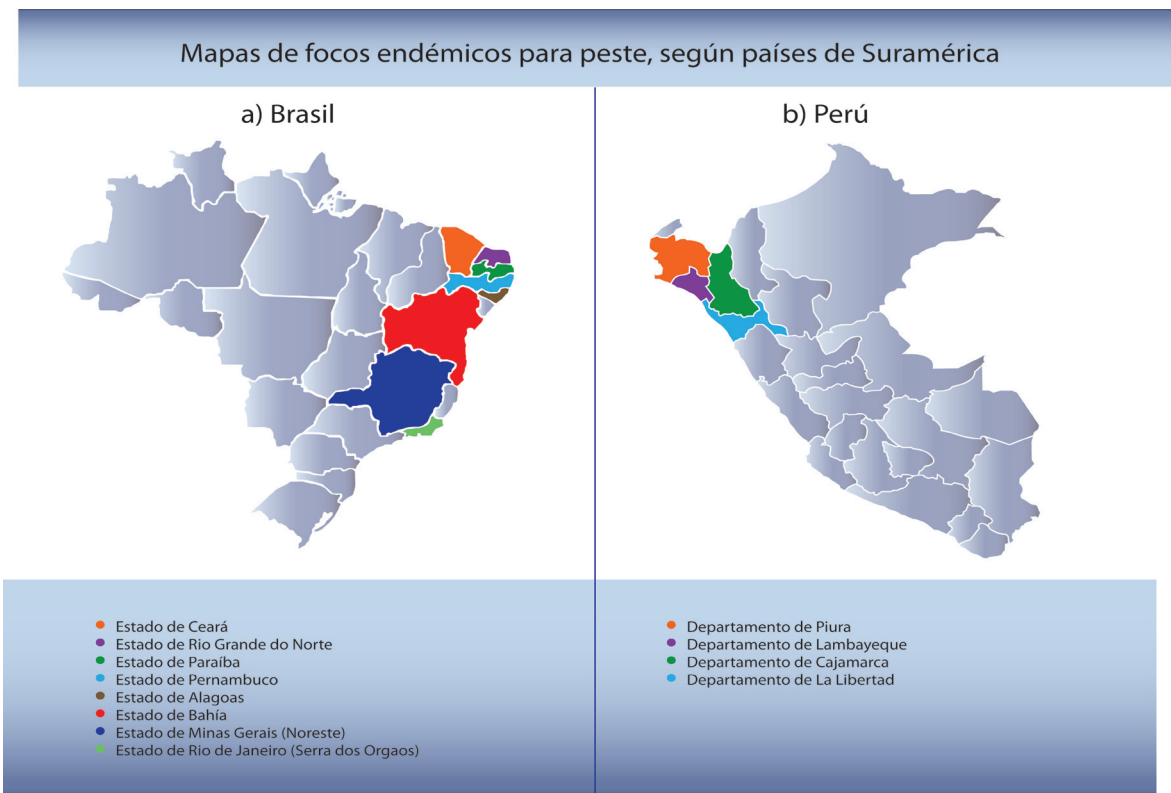 Mapas de focos endémicos para peste, según países de Suramérica
a) Brasil
Estado de Ceará
Estado de Rio Grande do Norte
Estado de Paraíba
Estado de Pernambuco
Estado de Alagoas
Estado de Bahía
Estado de Minas Gerais (Noreste)
Estado de Rio de Janeiro (Serra dos Orgaos)
b) Perú
Departamento de Piura
Departamento de Lambayeque
Departamento de Cajamarca
Departamento de La Libertad